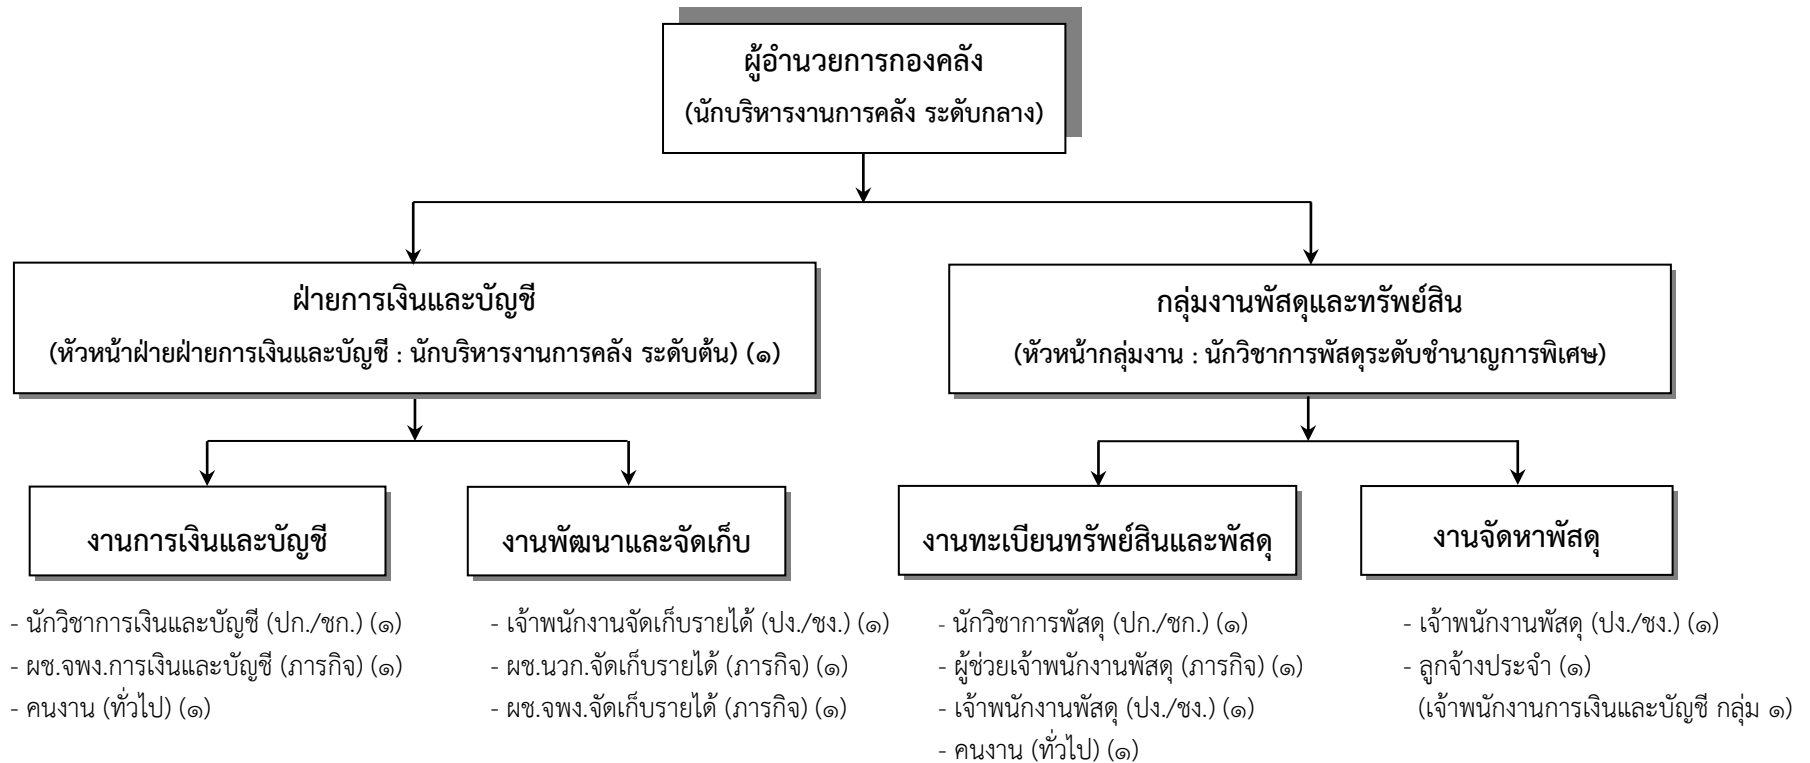 ผู้อำนวยการกองคลัง
(นักบริหารงานการคลัง ระดับกลาง)
ฝ่ายการเงินและบัญชี
(หัวหน้าฝ่ายฝ่ายการเงินและบัญชี : นักบริหารงานการคลัง ระดับต้น) (๑)
กลุ่มงานพัสดุและทรัพย์สิน
(หัวหน้ากลุ่มงาน : นักวิชาการพัสดุระดับชำนาญการพิเศษ)
งานการเงินและบัญชี
- นักวิชาการเงินและบัญชี (ปก./ชก.) (๑)
- ผช.จพง.การเงินและบัญชี (ภารกิจ) (๑)
- คนงาน (ทั่วไป) (๑)
งานพัฒนาและจัดเก็บ
- เจ้าพนักงานจัดเก็บรายได้ (ปง./ชง.) (๑)
- ผช.นวก.จัดเก็บรายได้ (ภารกิจ) (๑)
- ผช.จพง.จัดเก็บรายได้ (ภารกิจ) (๑)
งานทะเบียนทรัพย์สินและพัสดุ
- นักวิชาการพัสดุ (ปก./ชก.) (๑)
- ผู้ช่วยเจ้าพนักงานพัสดุ (ภารกิจ) (๑)
- เจ้าพนักงานพัสดุ (ปง./ชง.) (๑)
- คนงาน (ทั่วไป) (๑)
งานจัดหาพัสดุ
- เจ้าพนักงานพัสดุ (ปง./ชง.) (๑)
- ลูกจ้างประจำ (๑)
(เจ้าพนักงานการเงินและบัญชี กลุ่ม ๑)